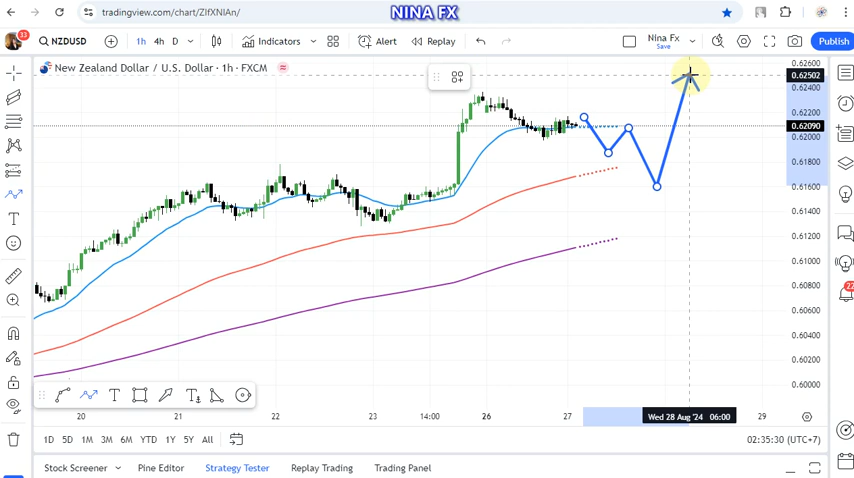 tradingview.com/chart/ZIfXNIAn/
NINA FX
13
NZDUSD
1h 4h D
Indicators
Alert
Replay
Nina Fx
Save
Publish
New Zealand Dollar / U.S. Dollar · 1h · FXCM
0.62600
0.62502
0.62400
0.62090
0.62000
0.61800
0.61600
0.61400
0.61200
0.61000
0.60800
0.60600
0.60400
0.60200
0.60000
22
20
21
22
23
14:00
26
27
Wed 28 Aug '24 06:00
29
1D 5D 1M 3M 6M YTD 1Y 5Y All
02:35:30 (UTC+7)
Stock Screener
Pine Editor
Strategy Tester
Replay Trading
Trading Panel